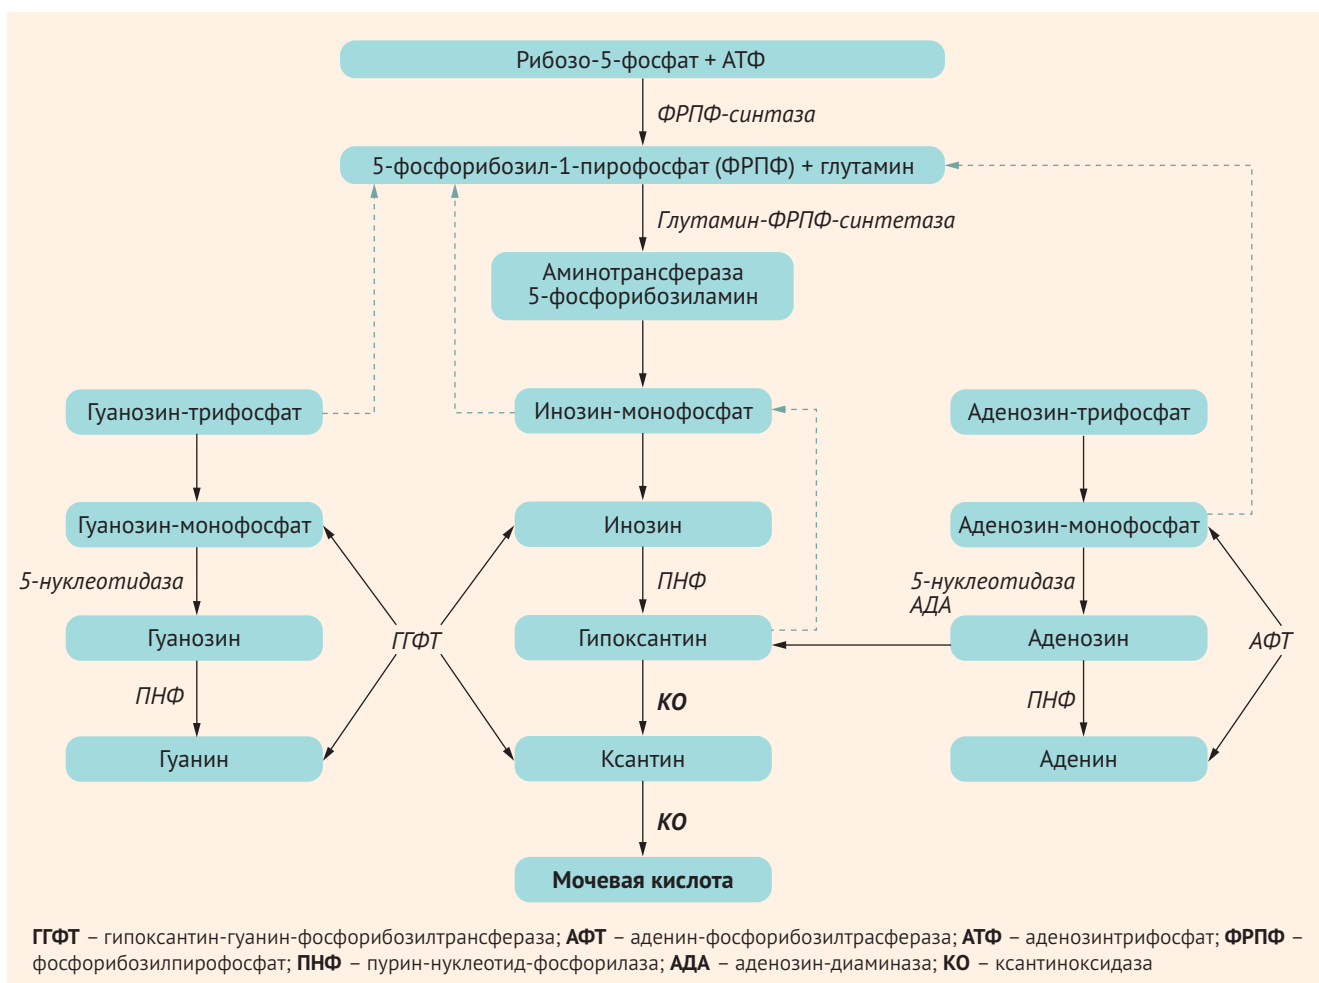 Рибозо-5-фосфат + АТФ
ФРПФ-синтаза
5-фосфорибозил-1-пирофосфат (ФРПФ) + глутамин
Глутамин-ФРПФ-синтетаза
Аминотрансфераза
5-фосфорибозиламин
Гуанозин-трифосфат
Инозин-монофосфат
Аденозин-трифосфат
Гуанозин-монофосфат
Инозин
Аденозин-монофосфат
5-нуклеотидаза
ПНФ
5-нуклеотидаза
АДА
Гуанозин
ГГФТ
Гипоксантин
Аденозин
АФТ
ПНФ
КО
ПНФ
Гуанин
Ксантин
Аденин
КО
Мочевая кислота
ГГФТ – гипоксантин-гуанин-фосфорибозилтрансфераза; АФТ – аденин-фосфорибозилтрасфераза; АТФ – аденозинтрифосфат; ФРПФ –
фосфорибозилпирофосфат; ПНФ – пурин-нуклеотид-фосфорилаза; АДА – аденозин-диаминаза; КО – ксантиноксидаза